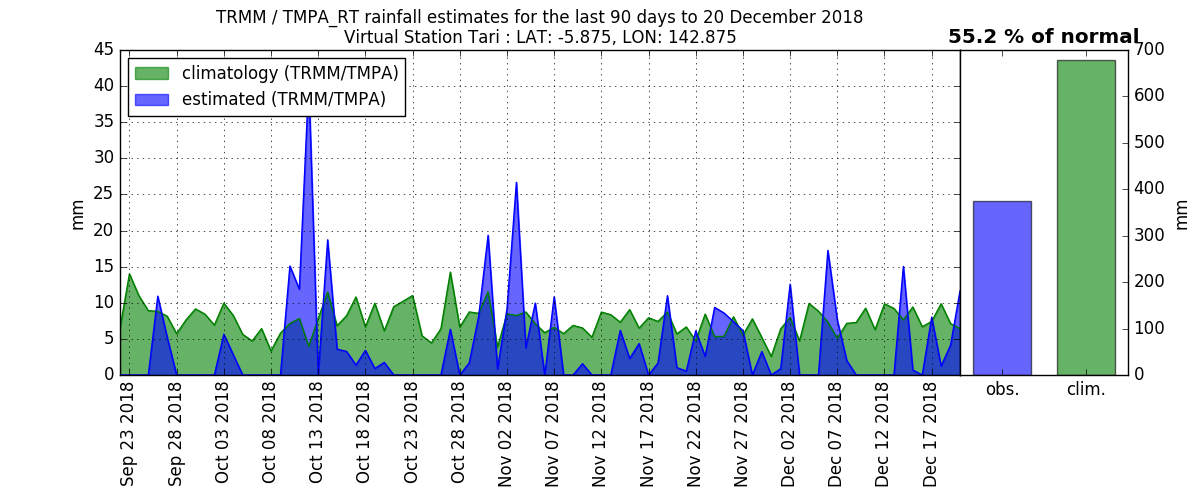 TRMM / TMPA_RT rainfall estimates for the last 90 days to 20 December 2018
Virtual Station Tari : LAT: -5.875, LON: 142.875
55.2 % of normal
climatology (TRMM/TMPA)
estimated (TRMM/TMPA)
45
40
35
30
25
20
15
10
5
0
mm
Sep 23 2018
Sep 28 2018
Oct 03 2018
Oct 08 2018
Oct 13 2018
Oct 18 2018
Oct 23 2018
Oct 28 2018
Nov 02 2018
Nov 07 2018
Nov 12 2018
Nov 17 2018
Nov 22 2018
Nov 27 2018
Dec 02 2018
Dec 07 2018
Dec 12 2018
Dec 17 2018
obs.
clim.
700
600
500
400
300
200
100
0
mm